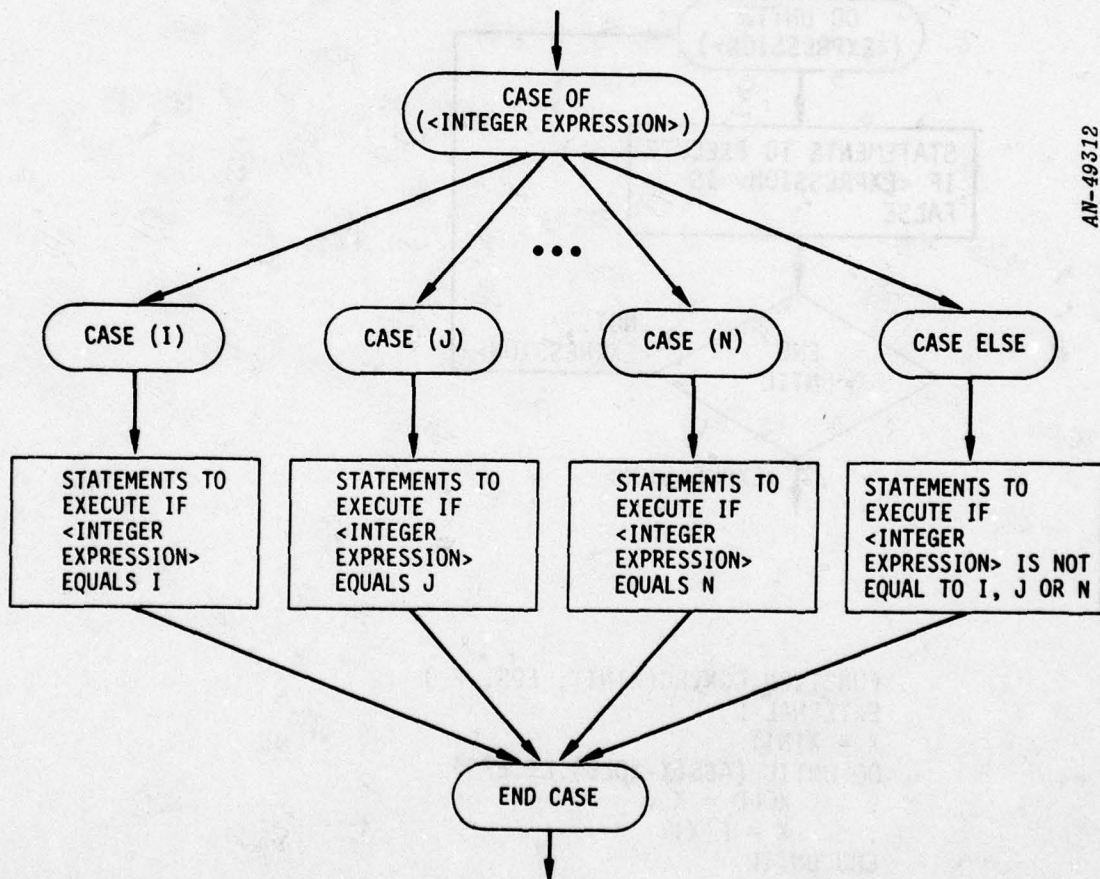 CASE OF
(<INTEGER EXPRESSION>)
AN-49312
•••
CASE (I)
CASE (J)
CASE (N)
CASE ELSE
STATEMENTS TO
EXECUTE IF
<INTEGER
EXPRESSION>
EQUALS I
STATEMENTS TO
EXECUTE IF
<INTEGER
EXPRESSION>
EQUALS J
STATEMENTS TO
EXECUTE IF
<INTEGER
EXPRESSION>
EQUALS N
STATEMENTS TO
EXECUTE IF
<INTEGER
EXPRESSION> IS NOT
EQUAL TO I, J OR N
END CASE